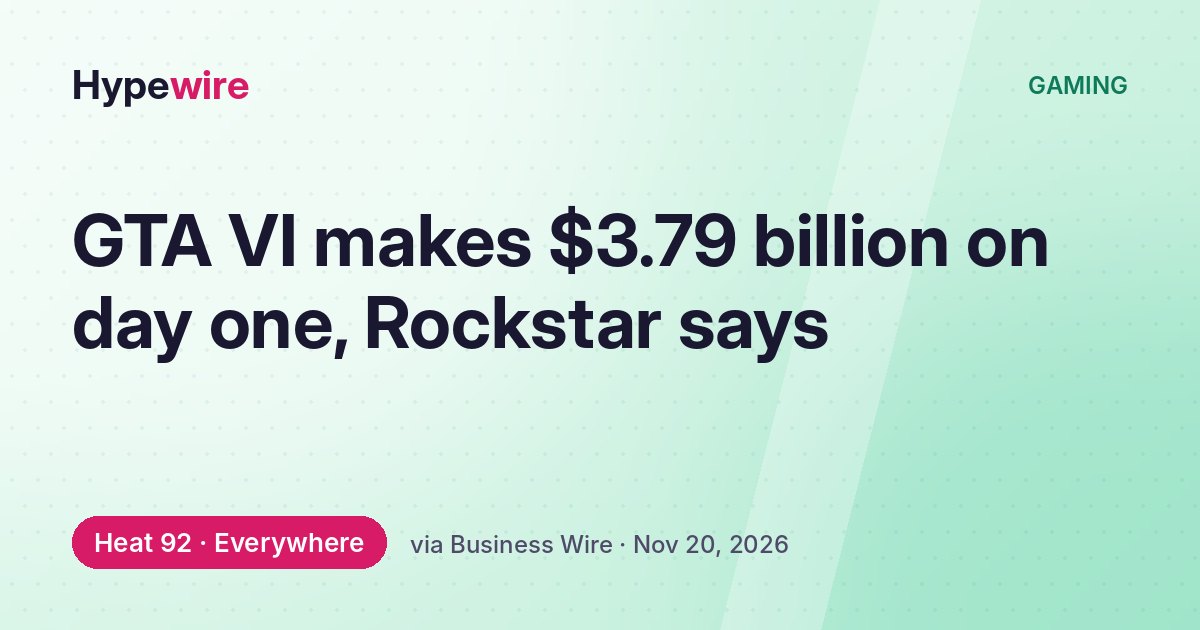 Hypewire
GAMING
GTA VI makes $3.79 billion on
day one, Rockstar says
Heat 92 · Everywhere
via Business Wire · Nov 20, 2026